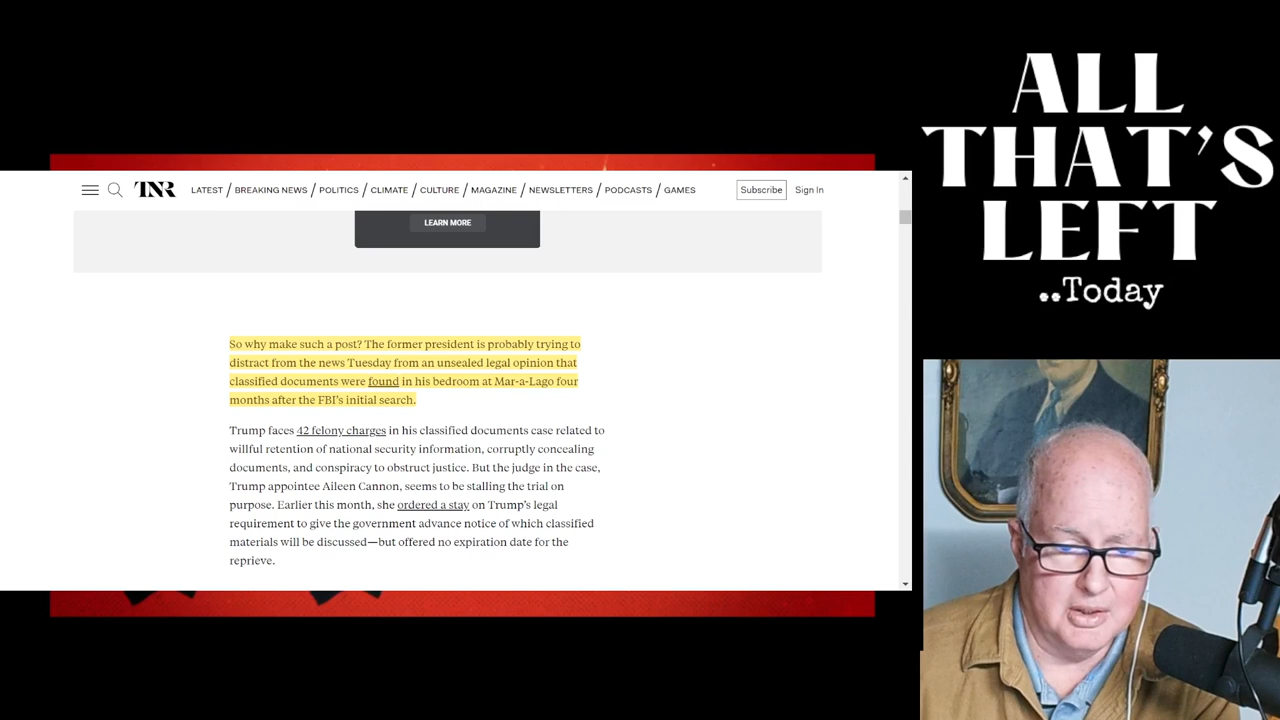 TNR
LATEST / BREAKING NEWS / POLITICS / CLIMATE / CULTURE / MAGAZINE / NEWSLETTERS / PODCASTS / GAMES
Subscribe
Sign In
LEARN MORE
So why make such a post? The former president is probably trying to
distract from the news Tuesday from an unsealed legal opinion that
classified documents were found in his bedroom at Mar-a-Lago four
months after the FBI's initial search.
Trump faces 42 felony charges in his classified documents case related to
willful retention of national security information, corruptly concealing
documents, and conspiracy to obstruct justice. But the judge in the case,
Trump appointee Aileen Cannon, seems to be stalling the trial on
purpose. Earlier this month, she ordered a stay on Trump's legal
requirement to give the government advance notice of which classified
materials will be discussed—but offered no expiration date for the
reprieve.
ALL
THAT'S
LEFT
..Today